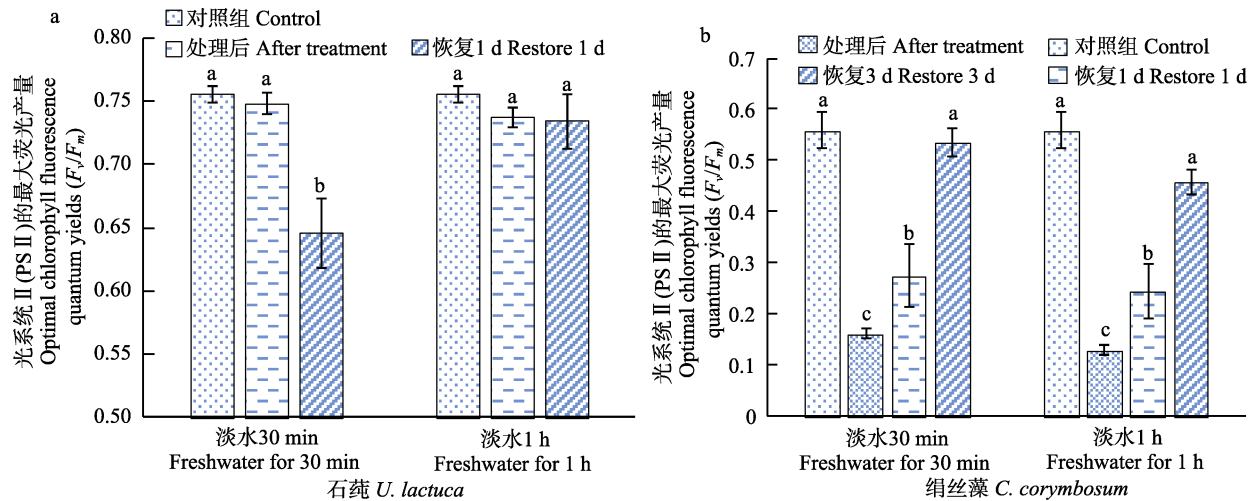 a
对照组 Control
处理后 After treatment
恢复1 d Restore 1 d
光系统Ⅱ(PSⅡ)的最大荧光产量
Optimal chlorophyll fluorescence
quantum yields (Fv/Fm)
0.80
0.75
0.70
0.65
0.60
0.55
0.50
a
a
b
a
a
a
淡水30 min
Freshwater for 30 min
淡水1 h
Freshwater for 1 h
石莼 U. lactuca
b
处理后 After treatment
对照组 Control
恢复3 d Restore 3 d
恢复1 d Restore 1 d
光系统Ⅱ(PSⅡ)的最大荧光产量
Optimal chlorophyll fluorescence
quantum yields (Fv/Fm)
0.7
0.6
0.5
0.4
0.3
0.2
0.1
0
a
c
b
a
a
c
b
a
淡水30 min
Freshwater for 30 min
淡水1 h
Freshwater for 1 h
绢丝藻 C. corymbosum